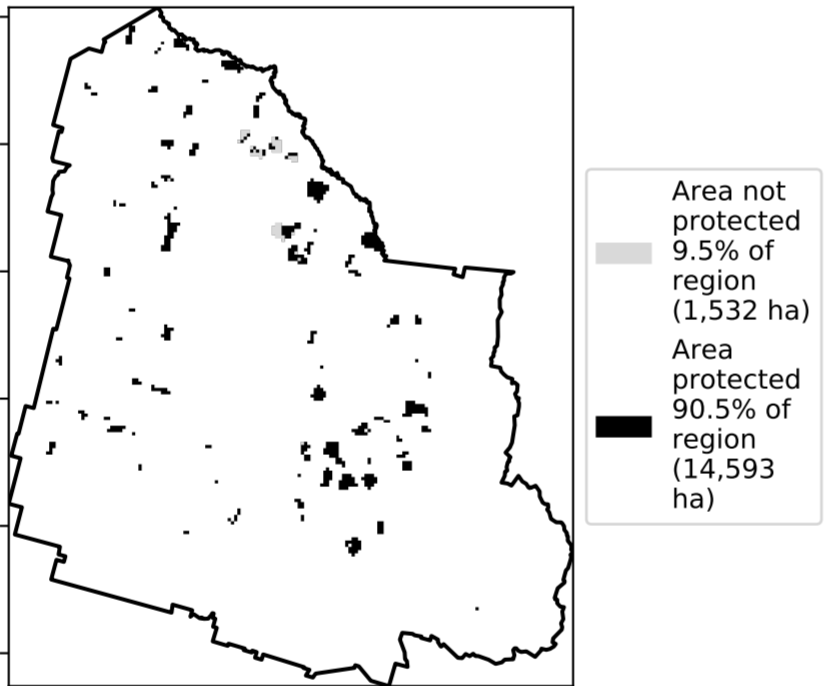 Area not
protected
9.5% of
region
(1,532 ha)
Area
protected
90.5% of
region
(14,593
ha)